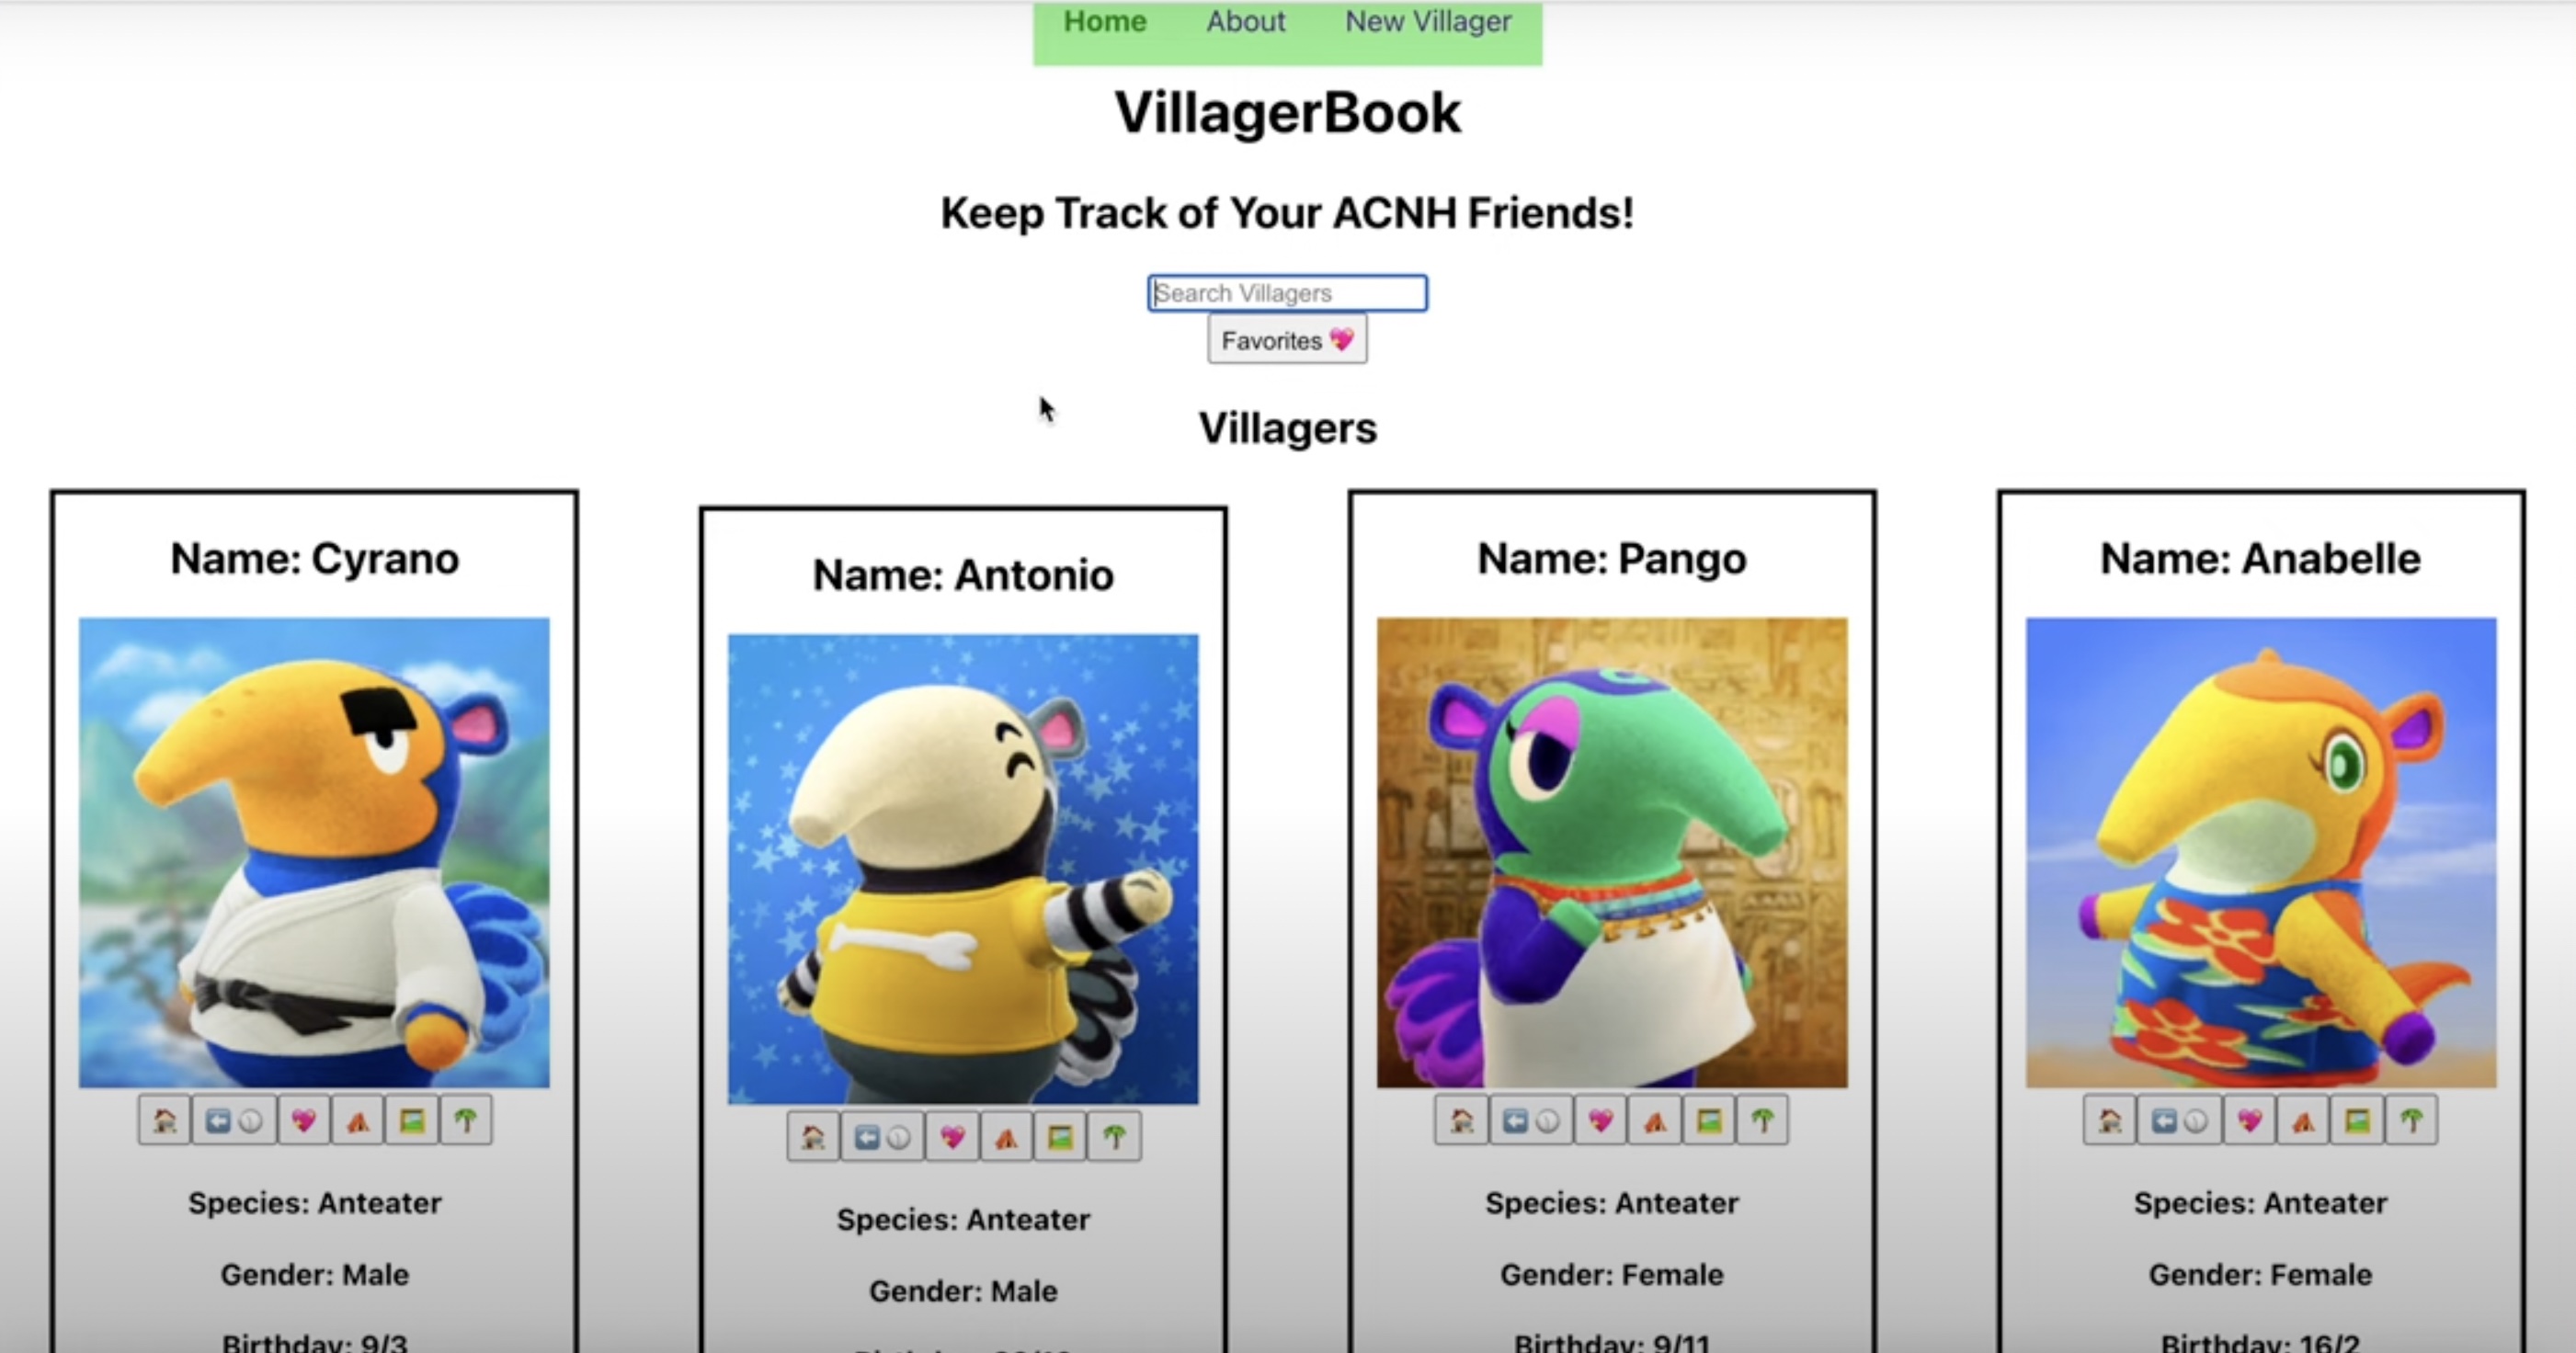 Home About New Villager
VillagerBook
Keep Track of Your ACNH Friends!
Search Villagers
Favorites 💖
Villagers
Name: Cyrano
Species: Anteater
Gender: Male
Birthday: 9/3
Name: Antonio
Species: Anteater
Gender: Male
Name: Pango
Species: Anteater
Gender: Female
Birthday: 9/11
Name: Anabelle
Species: Anteater
Gender: Female
Birthday: 16/2